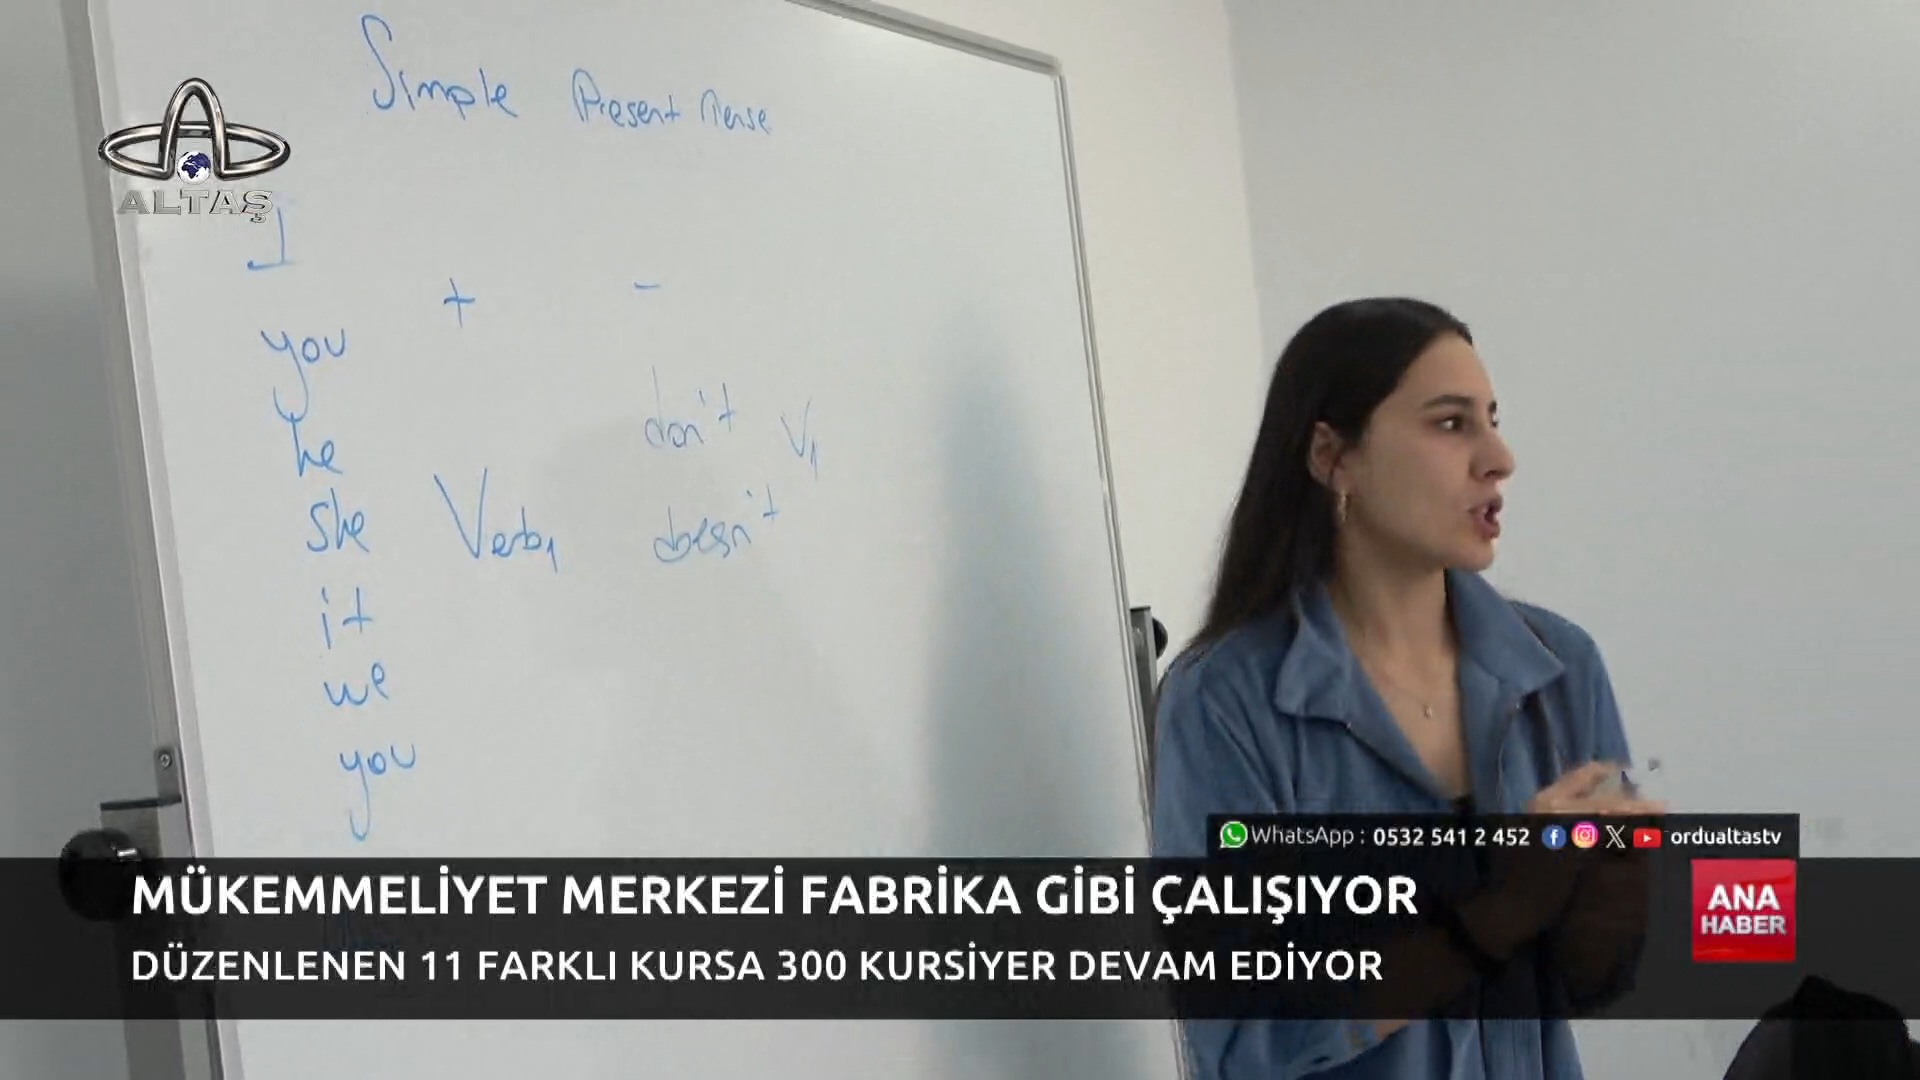 Simple Present Tense
ALTAŞ
I
+ -
you
don't V1
he
she Verb1 doesn't
it
we
you
WhatsApp : 0532 541 2 452 ordualtastv
MÜKEMMELİYET MERKEZİ FABRİKA GİBİ ÇALIŞIYOR
DÜZENLENEN 11 FARKLI KURSA 300 KURSİYER DEVAM EDİYOR
ANA
HABER